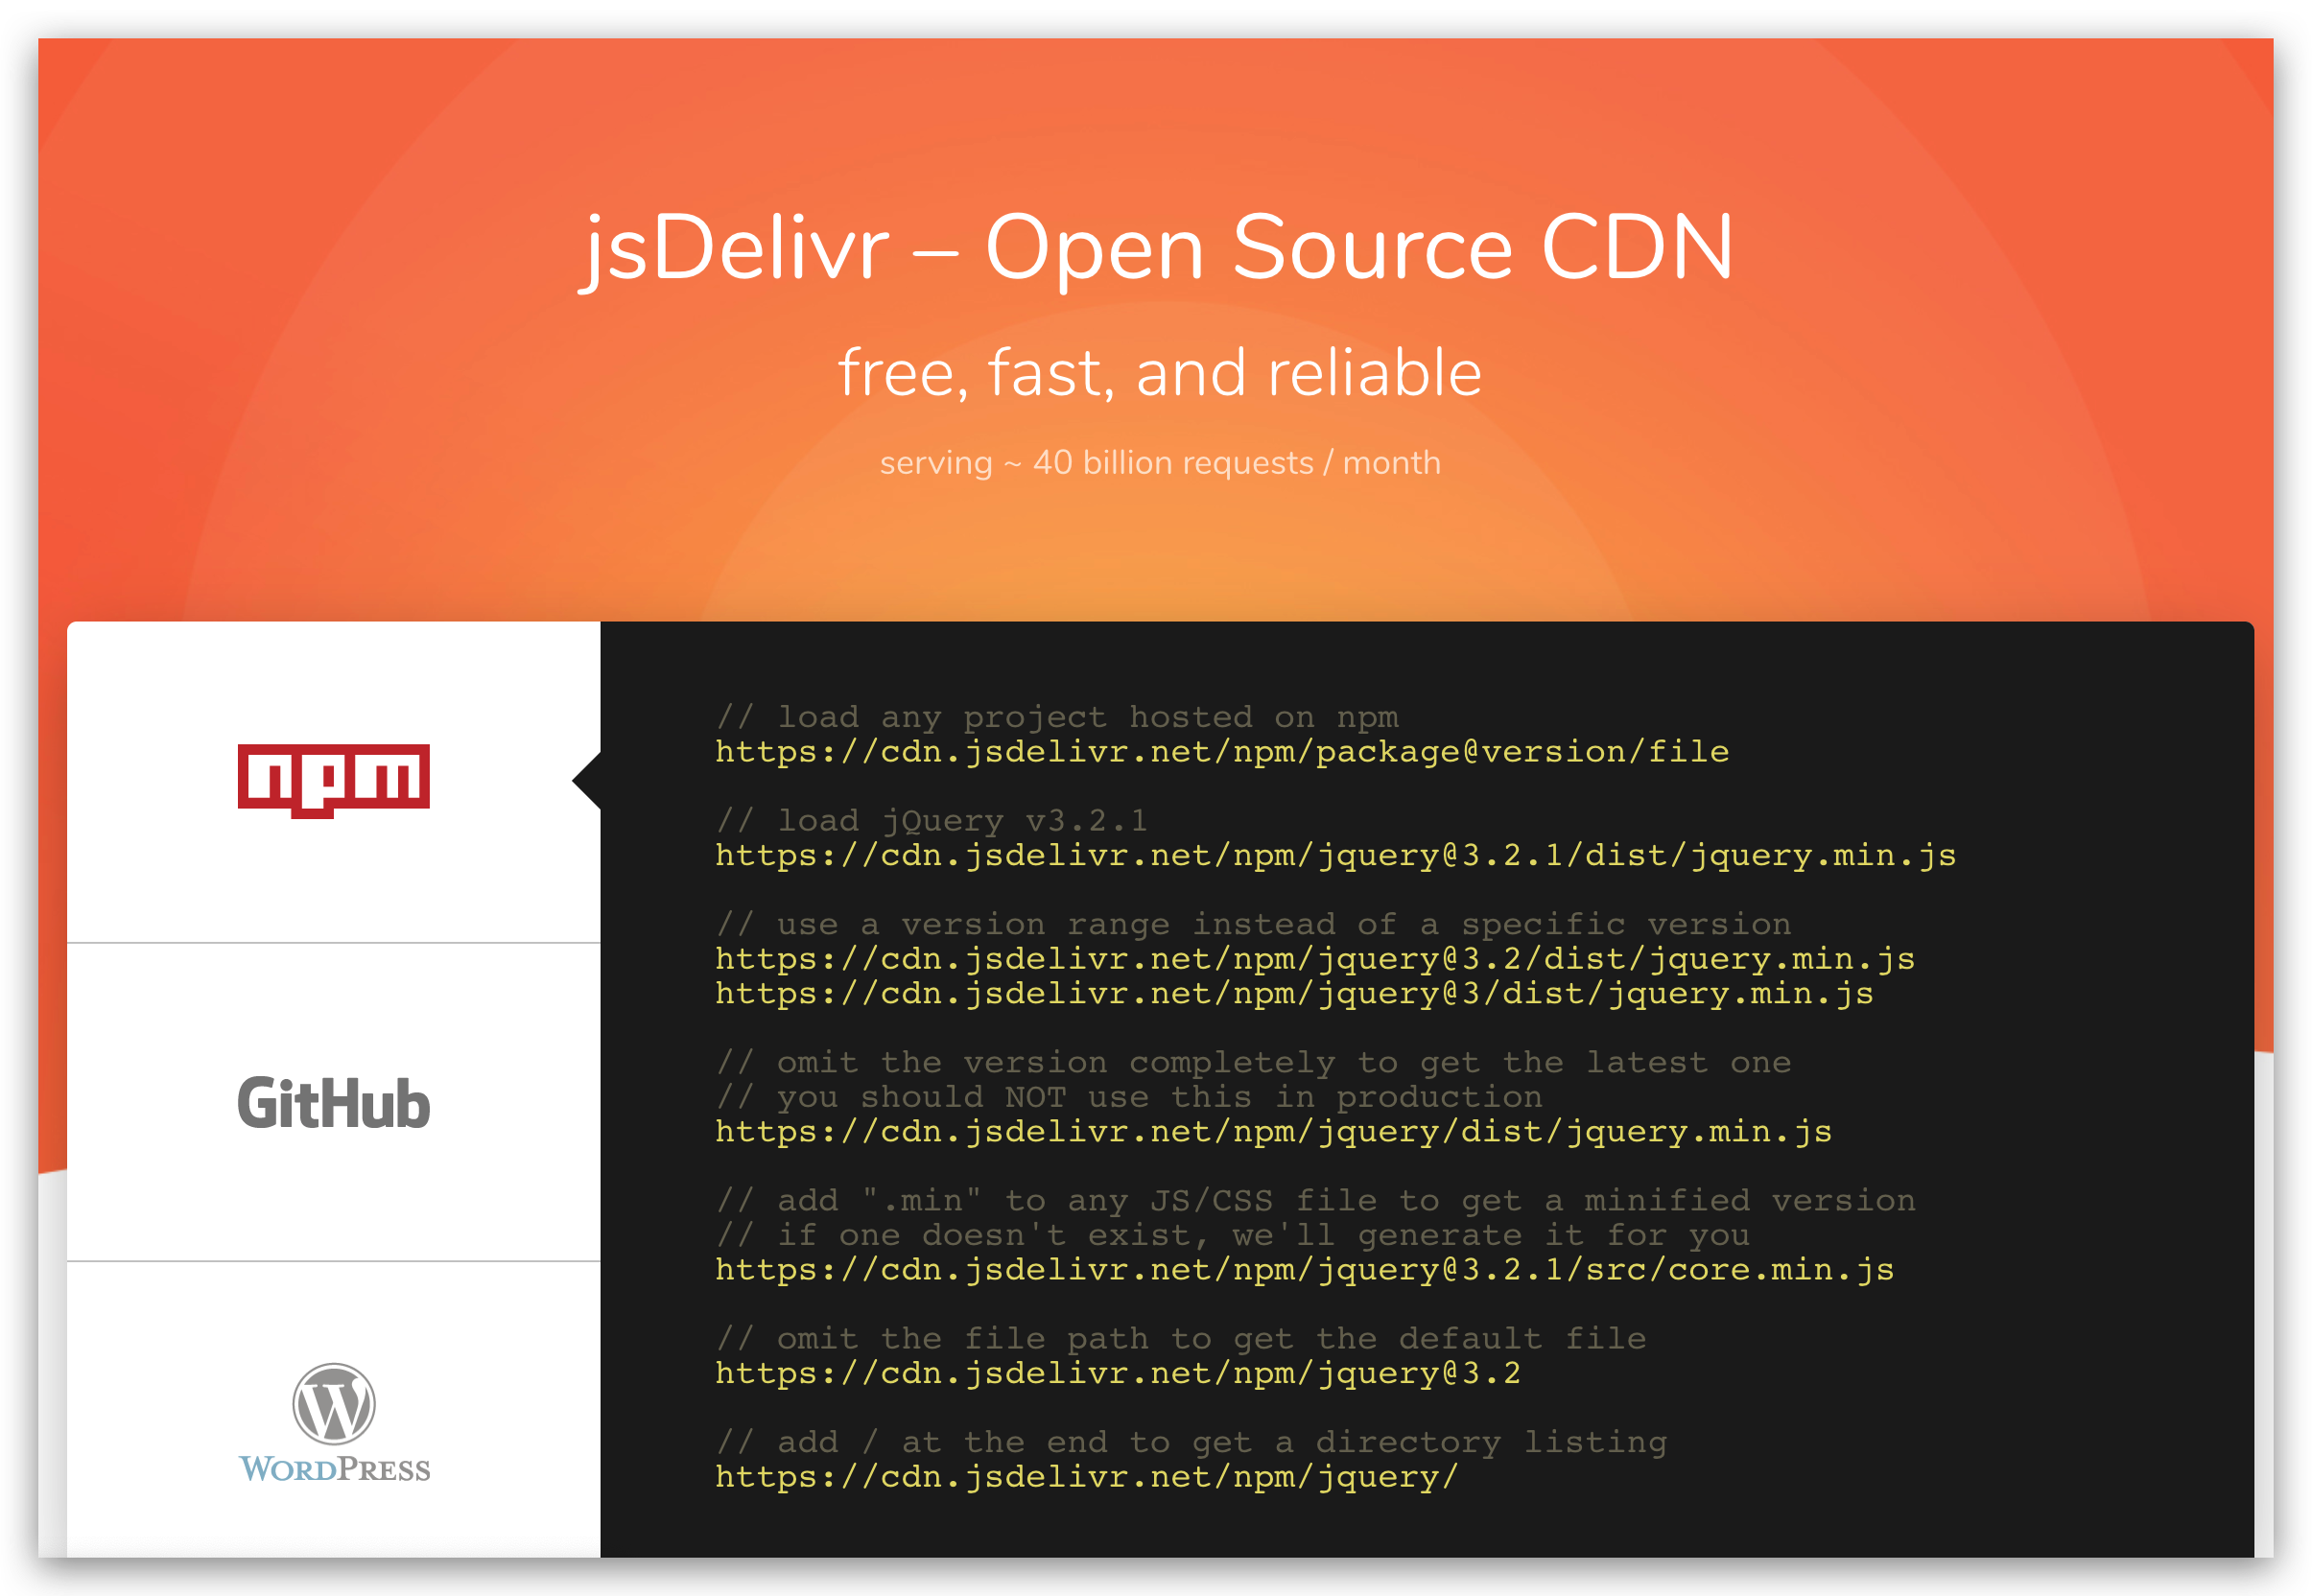 jsDelivr – Open Source CDN
free, fast, and reliable
serving ~ 40 billion requests / month
npm
GitHub
WORDPRESS
// load any project hosted on npm
https://cdn.jsdelivr.net/npm/package@version/file
// load jQuery v3.2.1
https://cdn.jsdelivr.net/npm/jquery@3.2.1/dist/jquery.min.js
// use a version range instead of a specific version
https://cdn.jsdelivr.net/npm/jquery@3.2/dist/jquery.min.js
https://cdn.jsdelivr.net/npm/jquery@3/dist/jquery.min.js
// omit the version completely to get the latest one
// you should NOT use this in production
https://cdn.jsdelivr.net/npm/jquery/dist/jquery.min.js
// add ".min" to any JS/CSS file to get a minified version
// if one doesn't exist, we'll generate it for you
https://cdn.jsdelivr.net/npm/jquery@3.2.1/src/core.min.js
// omit the file path to get the default file
https://cdn.jsdelivr.net/npm/jquery@3.2
// add / at the end to get a directory listing
https://cdn.jsdelivr.net/npm/jquery/